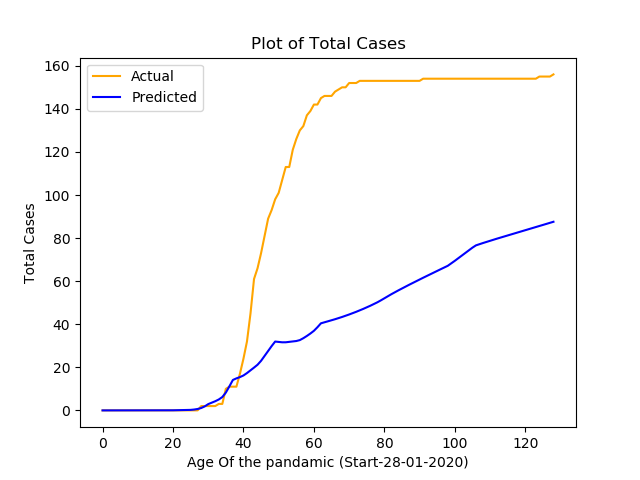 Plot of Total Cases
Actual
Predicted
160
140
120
100
80
60
40
20
0
Total Cases
0 20 40 60 80 100 120
Age Of the pandamic (Start-28-01-2020)